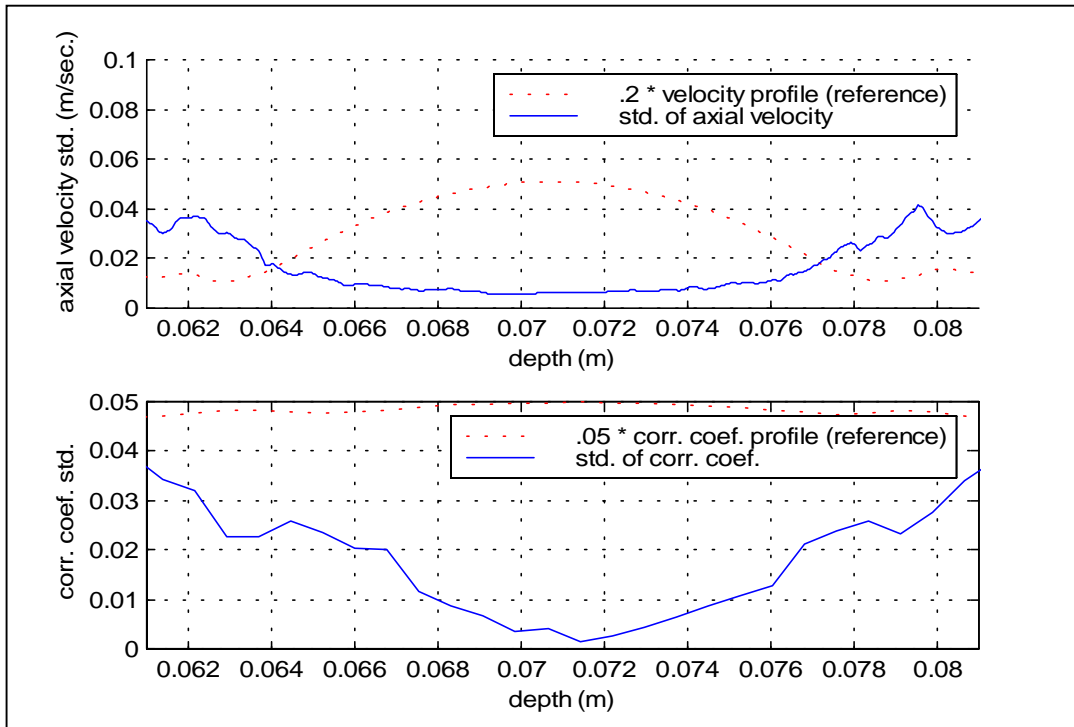 0.1
0.08
0.06
0.04
0.02
0
axial velocity std. (m/sec.)
.2 * velocity profile (reference)
std. of axial velocity
0.062 0.064 0.066 0.068 0.07 0.072 0.074 0.076 0.078 0.08
depth (m)
0.05
0.04
0.03
0.02
0.01
0
corr. coef. std.
.05 * corr. coef. profile (reference)
std. of corr. coef.
0.062 0.064 0.066 0.068 0.07 0.072 0.074 0.076 0.078 0.08
depth (m)